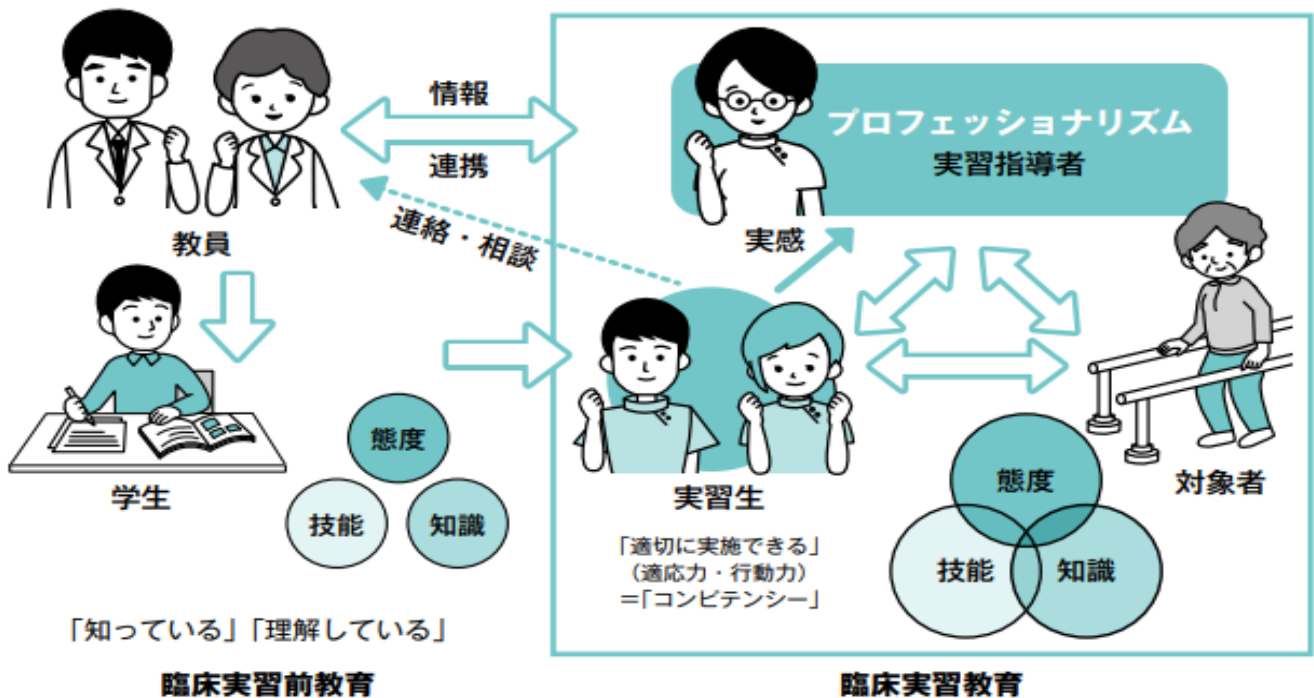 情報
連携
連絡・相談
教員
学生
態度
技能
知識
「知っている」「理解している」
臨床実習前教育
プロフェッショナリズム
実習指導者
実感
実習生
「適切に実施できる」
（適応力・行動力）
＝「コンピテンシー」
対象者
態度
技能
知識
臨床実習教育